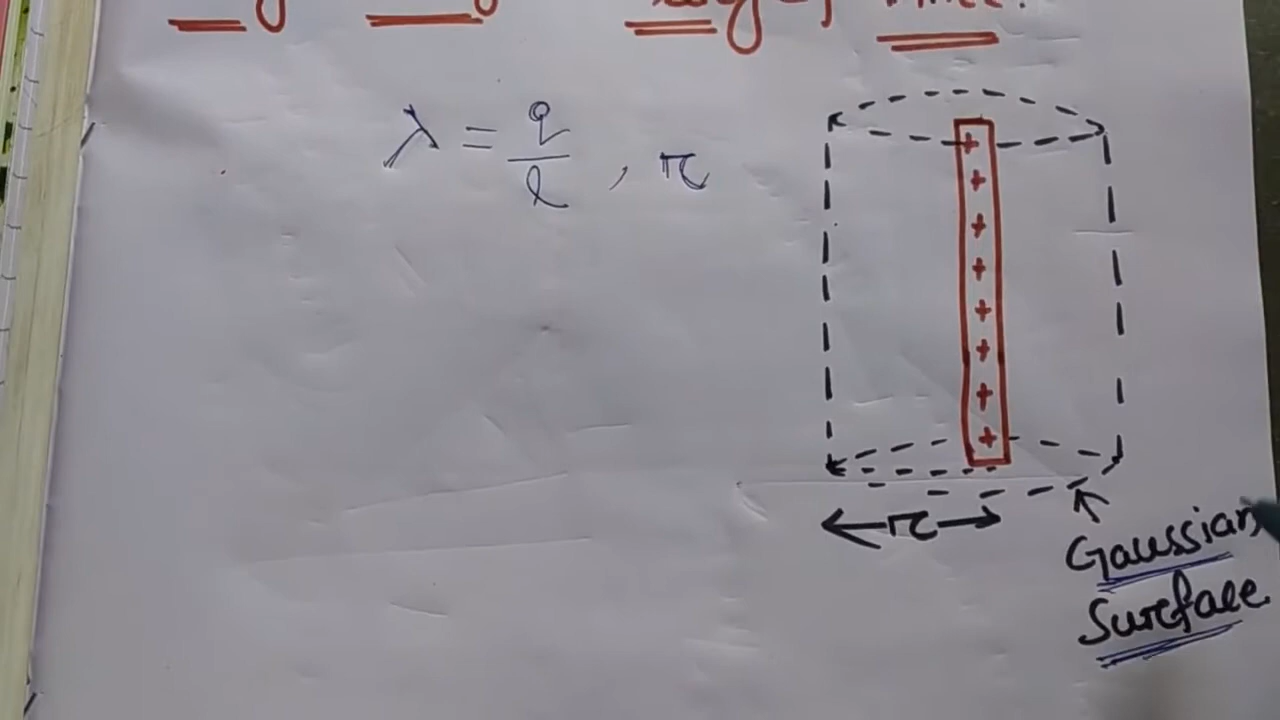 λ = q/l , r
+
+
+
+
+
+
+
+
r
Gaussian
Surface